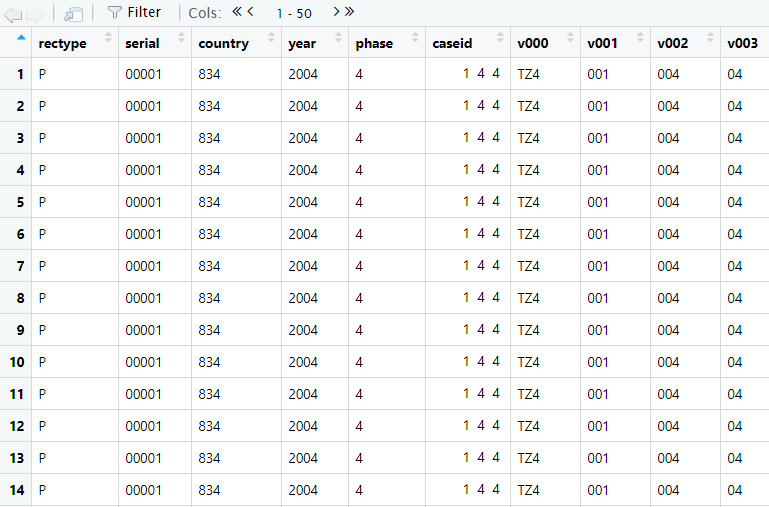 Filter Cols: 1 - 50
rectype serial country year phase caseid v000 v001 v002 v003
1 P 00001 834 2004 4 1 4 4 TZ4 001 004 04
2 P 00001 834 2004 4 1 4 4 TZ4 001 004 04
3 P 00001 834 2004 4 1 4 4 TZ4 001 004 04
4 P 00001 834 2004 4 1 4 4 TZ4 001 004 04
5 P 00001 834 2004 4 1 4 4 TZ4 001 004 04
6 P 00001 834 2004 4 1 4 4 TZ4 001 004 04
7 P 00001 834 2004 4 1 4 4 TZ4 001 004 04
8 P 00001 834 2004 4 1 4 4 TZ4 001 004 04
9 P 00001 834 2004 4 1 4 4 TZ4 001 004 04
10 P 00001 834 2004 4 1 4 4 TZ4 001 004 04
11 P 00001 834 2004 4 1 4 4 TZ4 001 004 04
12 P 00001 834 2004 4 1 4 4 TZ4 001 004 04
13 P 00001 834 2004 4 1 4 4 TZ4 001 004 04
14 P 00001 834 2004 4 1 4 4 TZ4 001 004 04